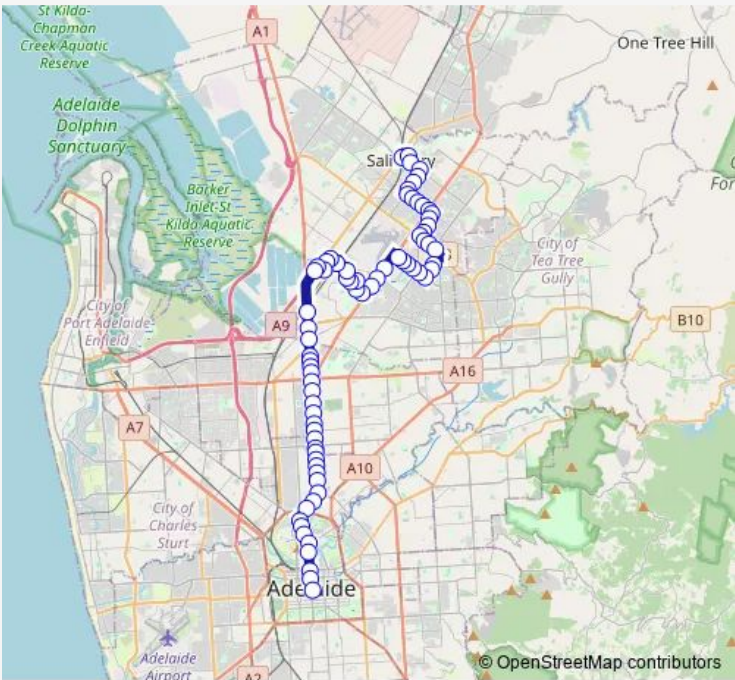 St Kilda-
Chapman
Creek Aquatic
Reserve
A1
One Tree Hill
Adelaide
Dolphin
Sanctuary
Barker
Inlet-St
Kilda Aquatic
Reserve
City of
Tea Tree
Gully
City of
Port Adelaide
Enfield
A9
B10
A16
A7
A10
City of
Charles
Sturt
Adelaide
Airport
A2
© OpenStreetMap contributors